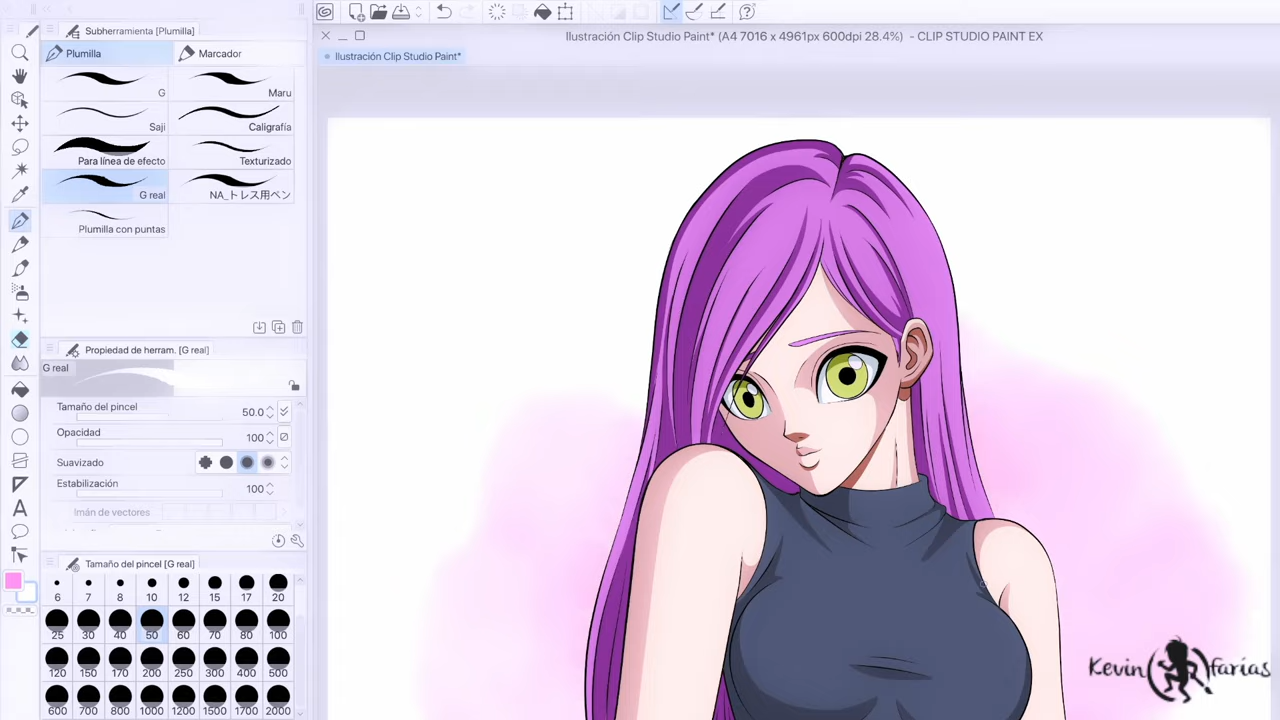 Subherramienta [Plumilla]
Plumilla
Marcador
G
Maru
Saji
Caligrafía
Para línea de efecto
Texturizado
G real
NA_トレス用ペン
Plumilla con puntas
Propiedad de herram. [G real]
G real
Tamaño del pincel 50.0
Opacidad 100
Suavizado
Estabilización 100
Imán de vectores
Tamaño del pincel [G real]
6 7 8 10 12 15 17 20
25 30 40 50 60 70 80 100
120 150 170 200 250 300 400 500
600 700 800 1000 1200 1500 1700 2000
Ilustración Clip Studio Paint* (A4 7016 x 4961px 600dpi 28.4%) - CLIP STUDIO PAINT EX
Ilustración Clip Studio Paint*
Kevin farias